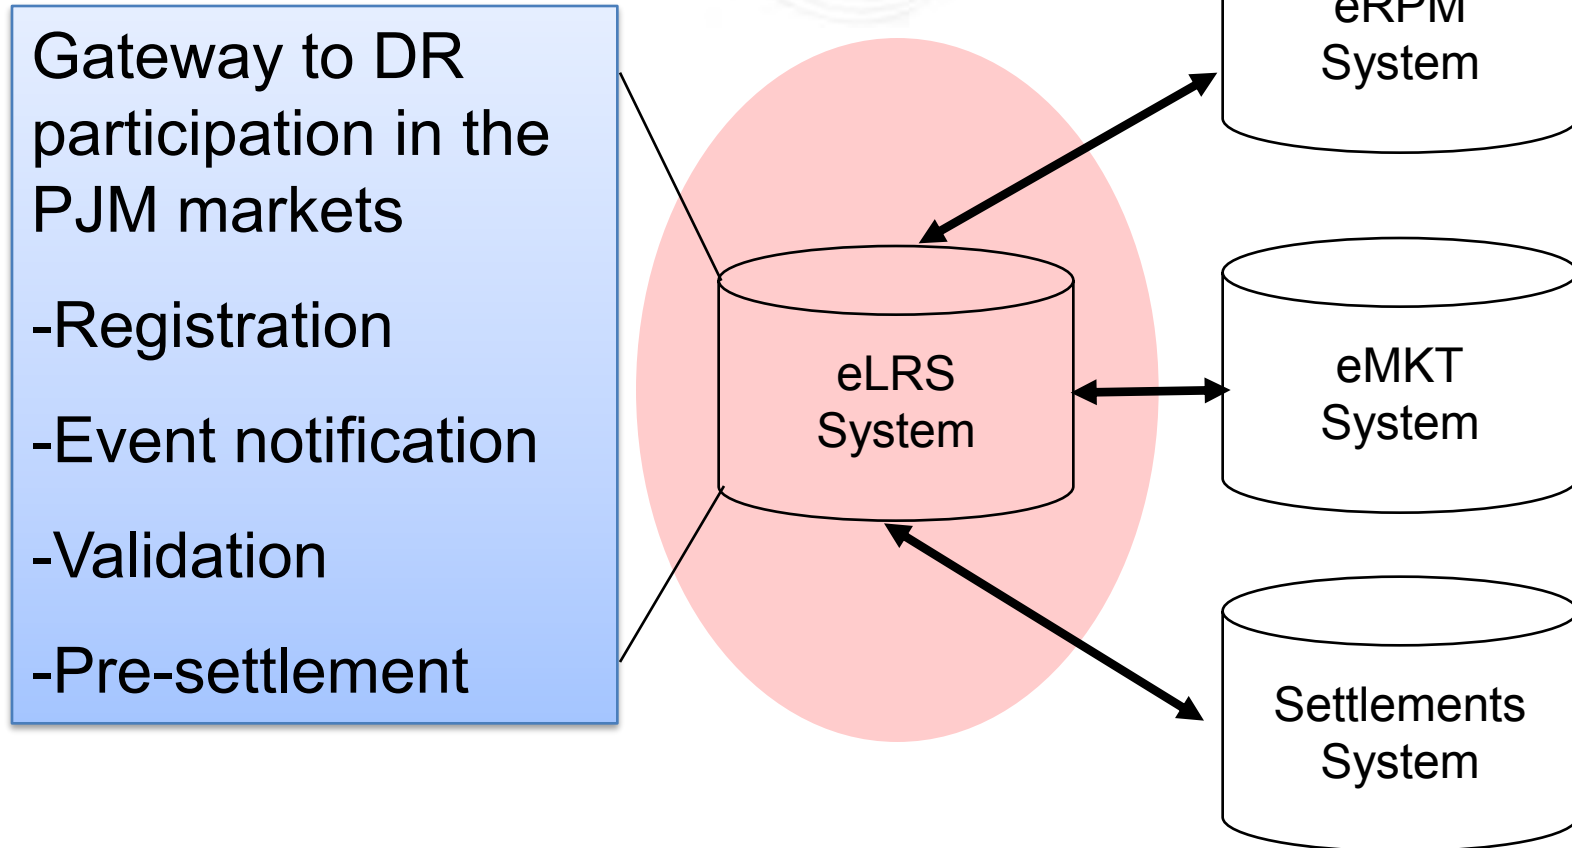 Gateway to DR
participation in the
PJM markets
-Registration
-Event notification
-Validation
-Pre-settlement
eRPM
System
eLRS
System
eMKT
System
Settlements
System